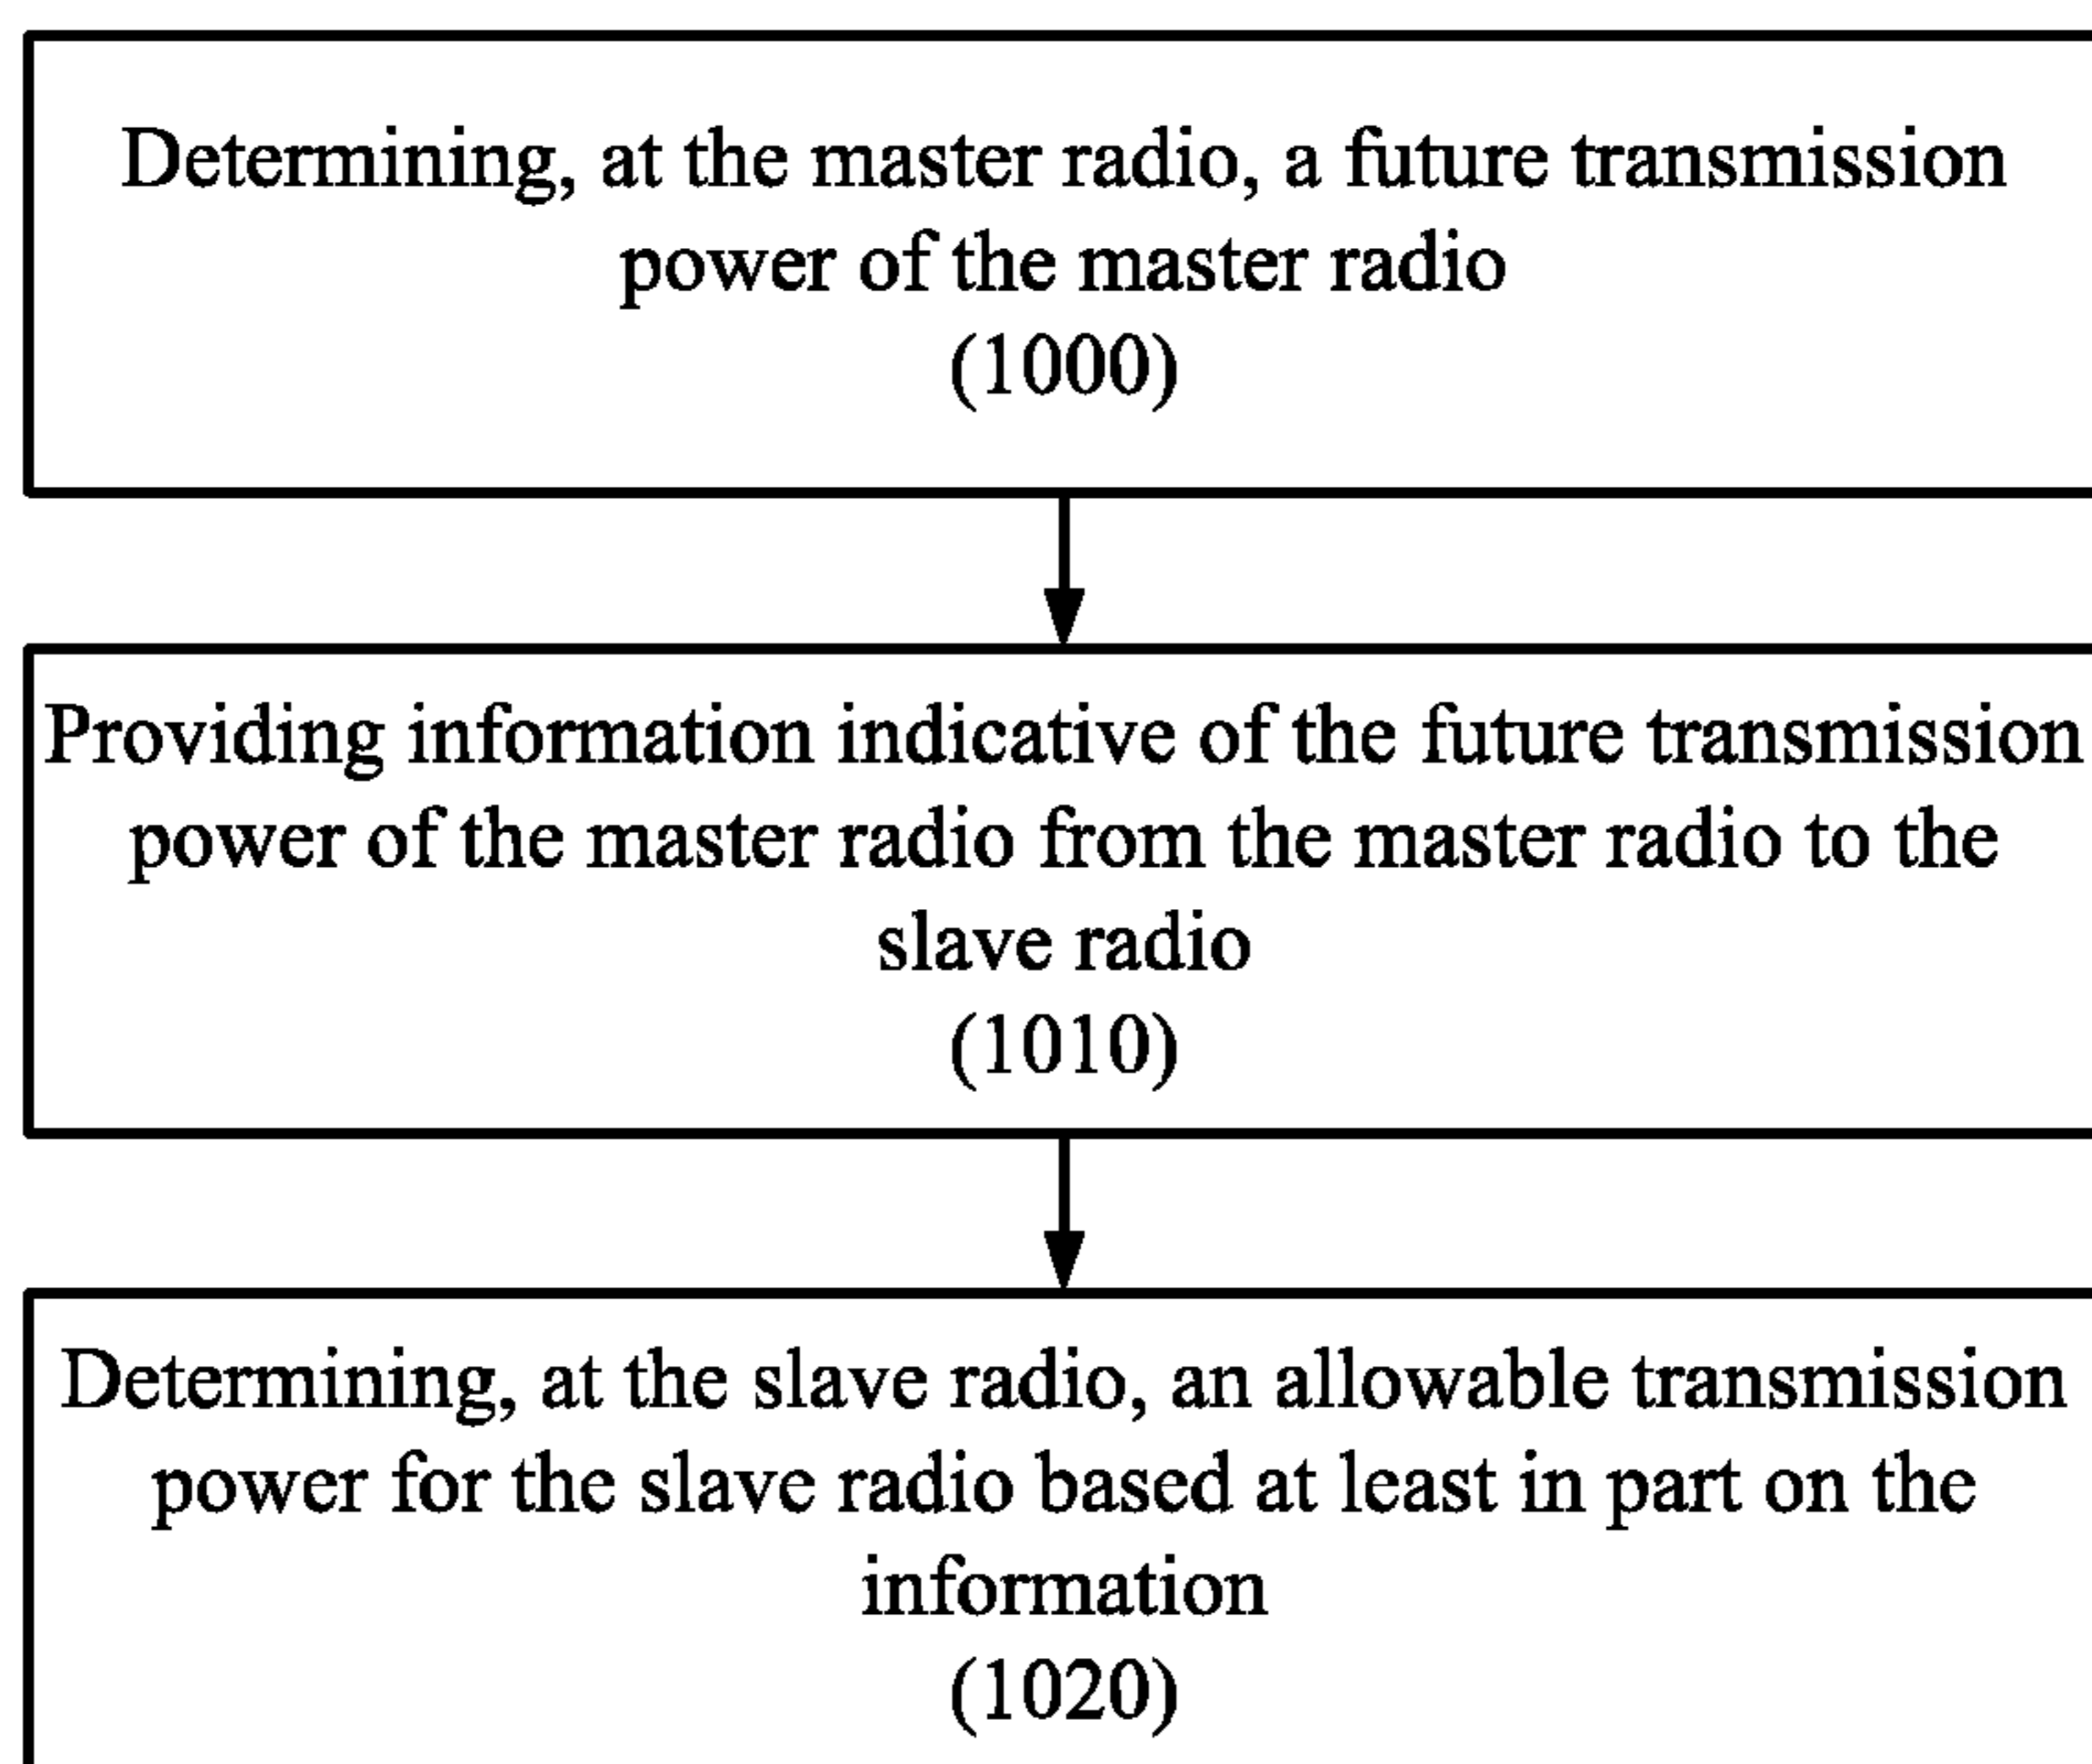 Determining, at the master radio, a future transmission
power of the master radio
(1000)
Providing information indicative of the future transmission
power of the master radio from the master radio to the
slave radio
(1010)
Determining, at the slave radio, an allowable transmission
power for the slave radio based at least in part on the
information
(1020)